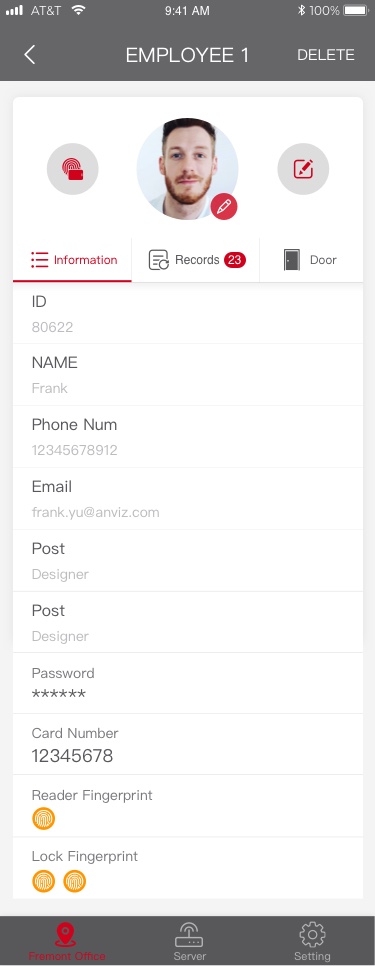 AT&T 9:41 AM 100%
EMPLOYEE 1 DELETE
Information Records 23 Door
ID
80622
NAME
Frank
Phone Num
12345678912
Email
frank.yu@anviz.com
Post
Designer
Post
Designer
Password
******
Card Number
12345678
Reader Fingerprint
Lock Fingerprint
Fremont Office Server Setting